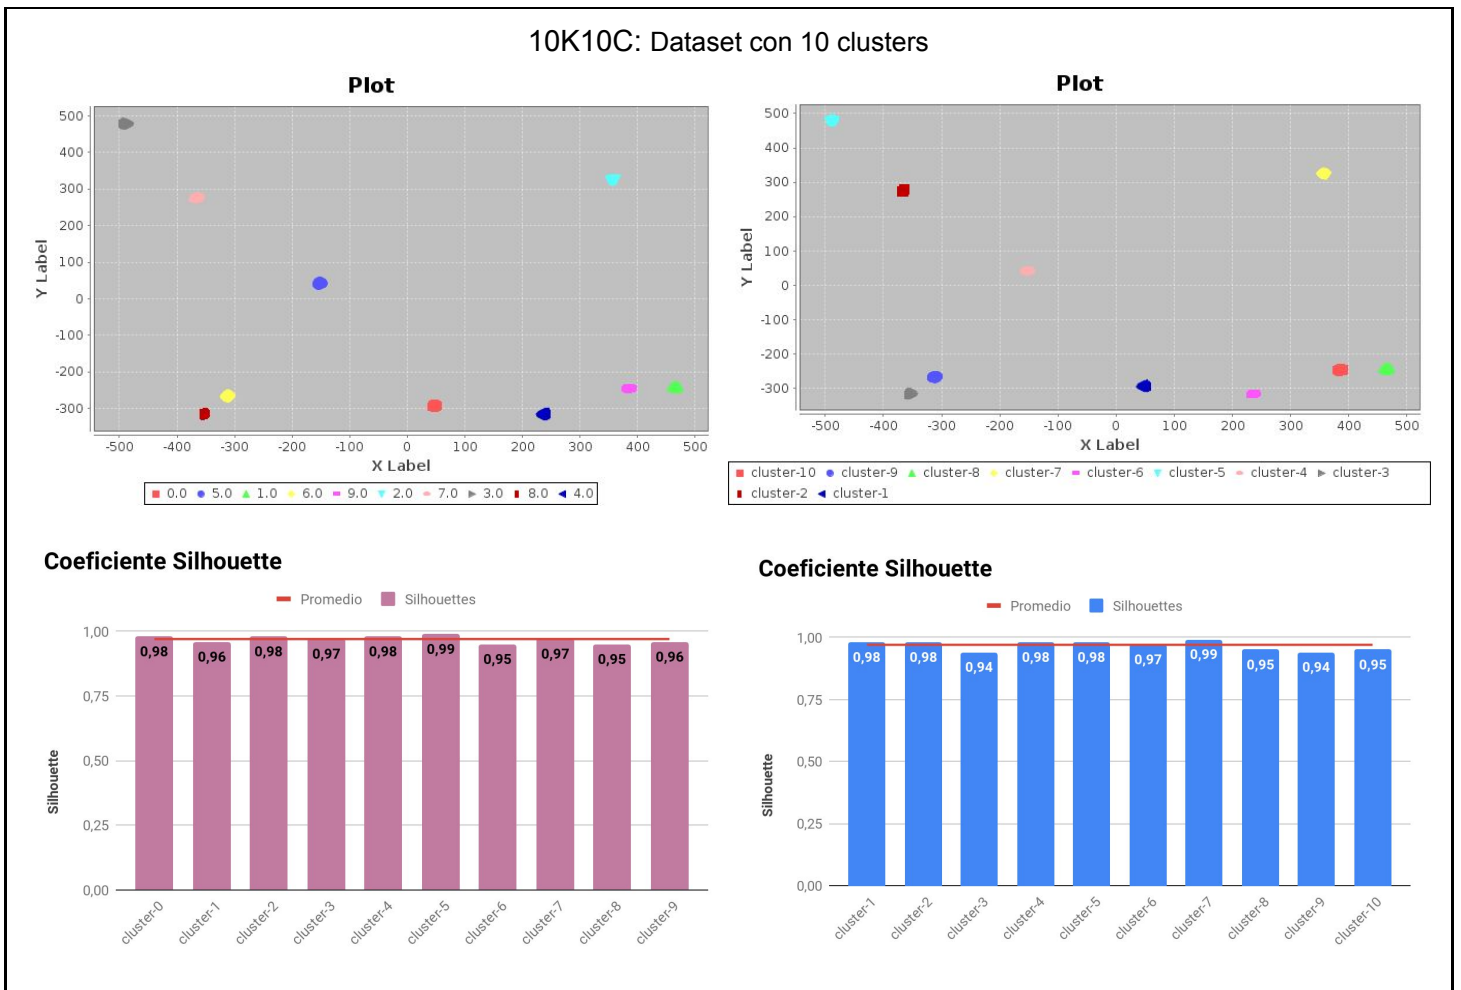 10K10C: Dataset con 10 clusters
Plot
Y Label
500
400
300
200
100
0
-100
-200
-300
-500 -400 -300 -200 -100 0 100 200 300 400 500
X Label
0.0 5.0 1.0 6.0 9.0 2.0 7.0 3.0 8.0 4.0
Plot
Y Label
500
400
300
200
100
0
-100
-200
-300
-500 -400 -300 -200 -100 0 100 200 300 400 500
X Label
cluster-10 cluster-9 cluster-8 cluster-7 cluster-6 cluster-5 cluster-4 cluster-3
cluster-2 cluster-1
Coeficiente Silhouette
Promedio Silhouettes
Silhouette
1,00
0,75
0,50
0,25
0,00
0,98 0,96 0,98 0,97 0,98 0,99 0,95 0,97 0,95 0,96
cluster-0 cluster-1 cluster-2 cluster-3 cluster-4 cluster-5 cluster-6 cluster-7 cluster-8 cluster-9
Coeficiente Silhouette
Promedio Silhouettes
Silhouette
1,00
0,75
0,50
0,25
0,00
0,98 0,98 0,94 0,98 0,98 0,97 0,99 0,95 0,94 0,95
cluster-1 cluster-2 cluster-3 cluster-4 cluster-5 cluster-6 cluster-7 cluster-8 cluster-9 cluster-10